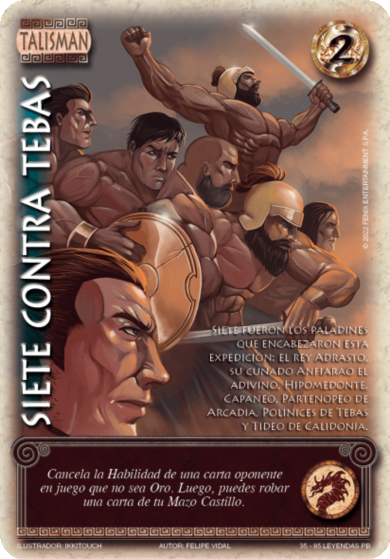 TALISMAN
2
SIETE CONTRA TEBAS
© 2022 FENIX ENTERTAINMENT S.P.A.
SIETE FUERON LOS PALADINES
QUE ENCABEZARON ESTA
EXPEDICIÓN: EL REY ADRASTO,
SU CUÑADO ANFIARAO EL
ADIVINO, HIPOMEDONTE,
CAPANEO, PARTENOPEO DE
ARCADIA, POLINICES DE TEBAS
Y TIDEO DE CALIDONIA.
Cancela la Habilidad de una carta oponente
en juego que no sea Oro. Luego, puedes robar
una carta de tu Mazo Castillo.
ILUSTRADOR: IKKITOUCH AUTOR: FELIPE VIDAL 35 - 85 LEYENDAS PB